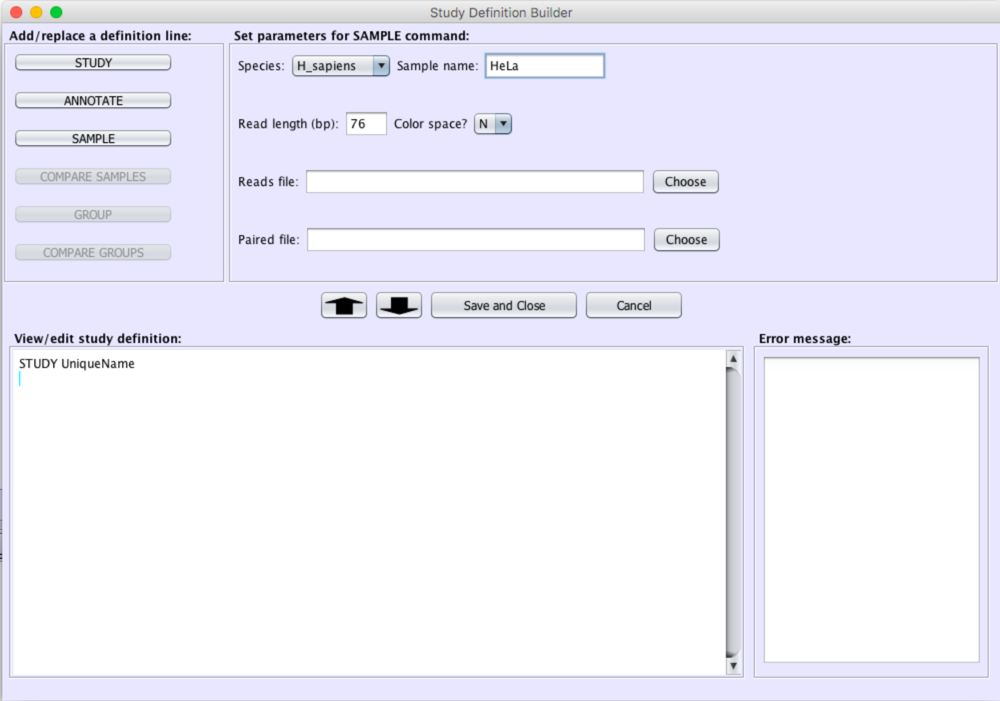 Study Definition Builder
Add/replace a definition line:
STUDY
ANNOTATE
SAMPLE
COMPARE SAMPLES
GROUP
COMPARE GROUPS
Set parameters for SAMPLE command:
Species: H_sapiens Sample name: HeLa
Read length (bp): 76 Color space? N
Reads file: Choose
Paired file: Choose
Save and Close Cancel
View/edit study definition:
STUDY UniqueName
Error message: